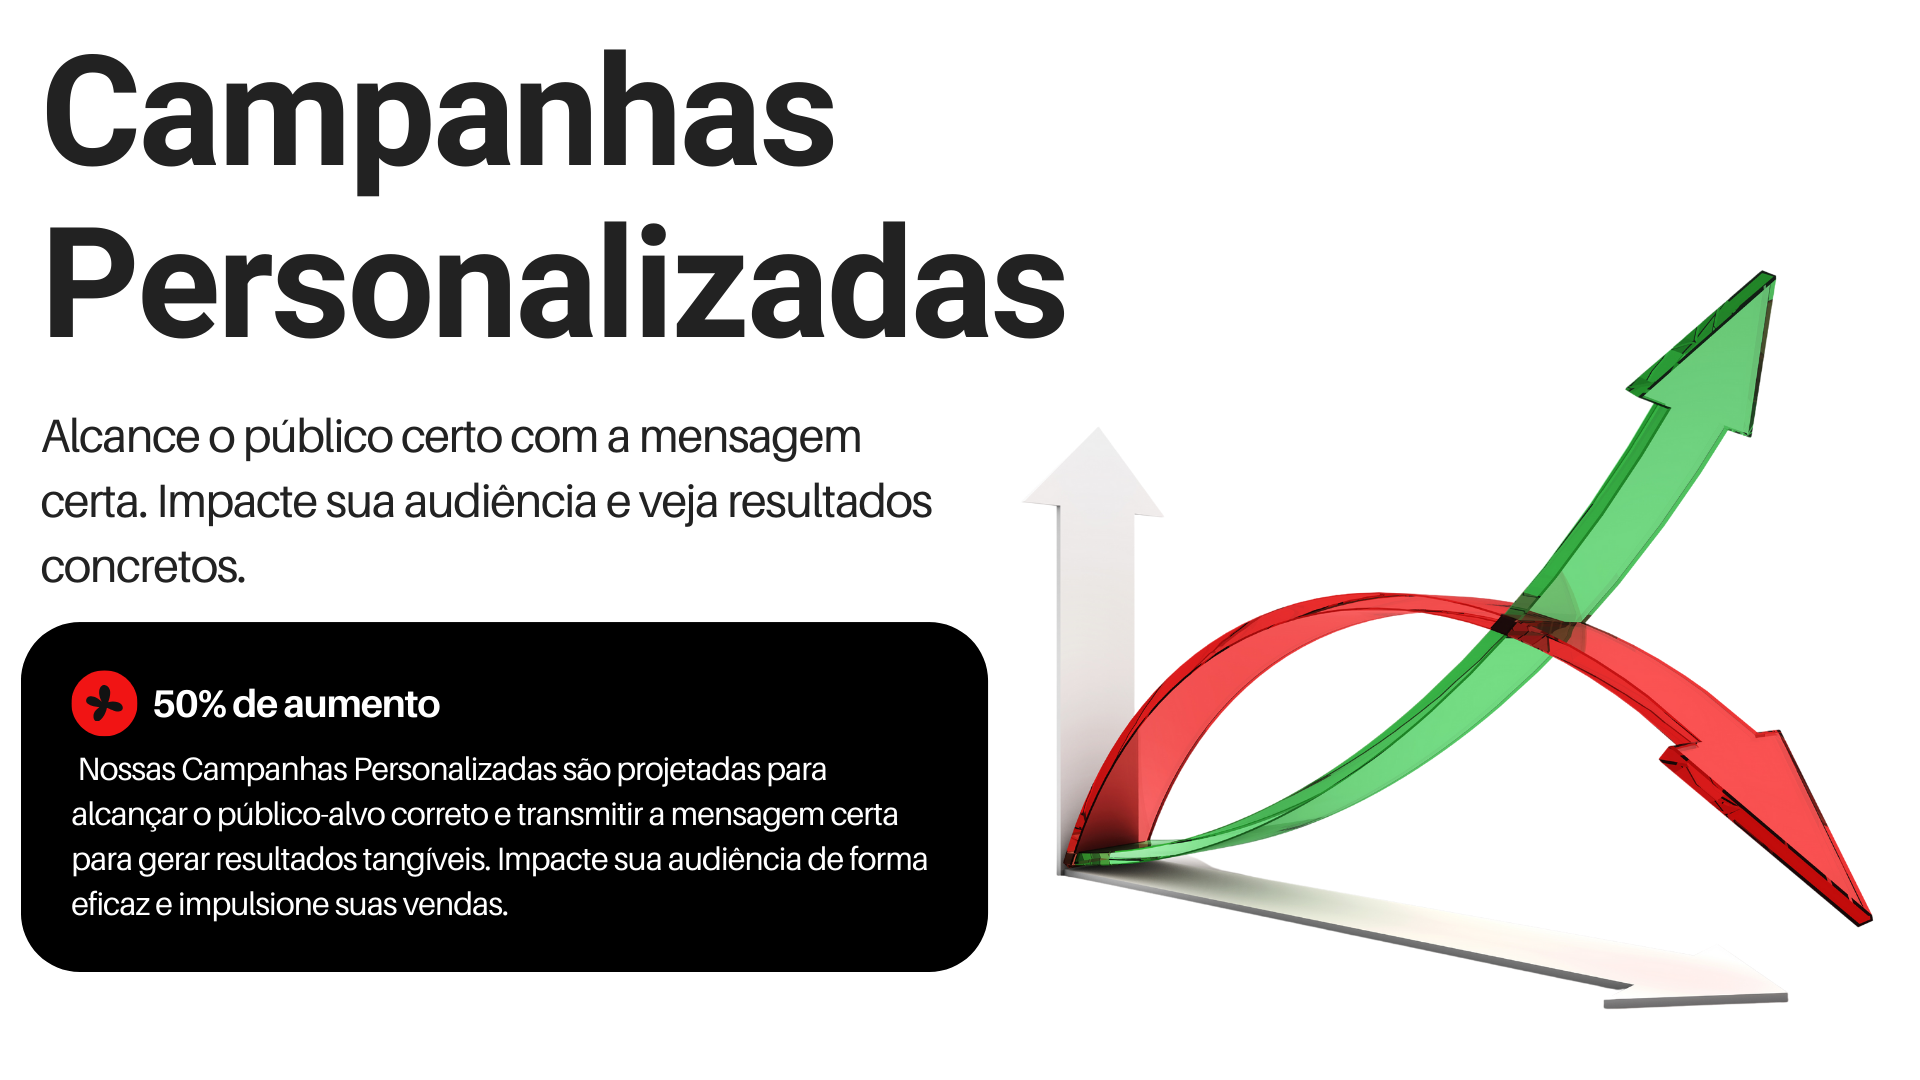 Campanhas
Personalizadas
Alcance o público certo com a mensagem
certa. Impacte sua audiência e veja resultados
concretos.
50% de aumento
Nossas Campanhas Personalizadas são projetadas para
alcançar o público-alvo correto e transmitir a mensagem certa
para gerar resultados tangíveis. Impacte sua audiência de forma
eficaz e impulsione suas vendas.